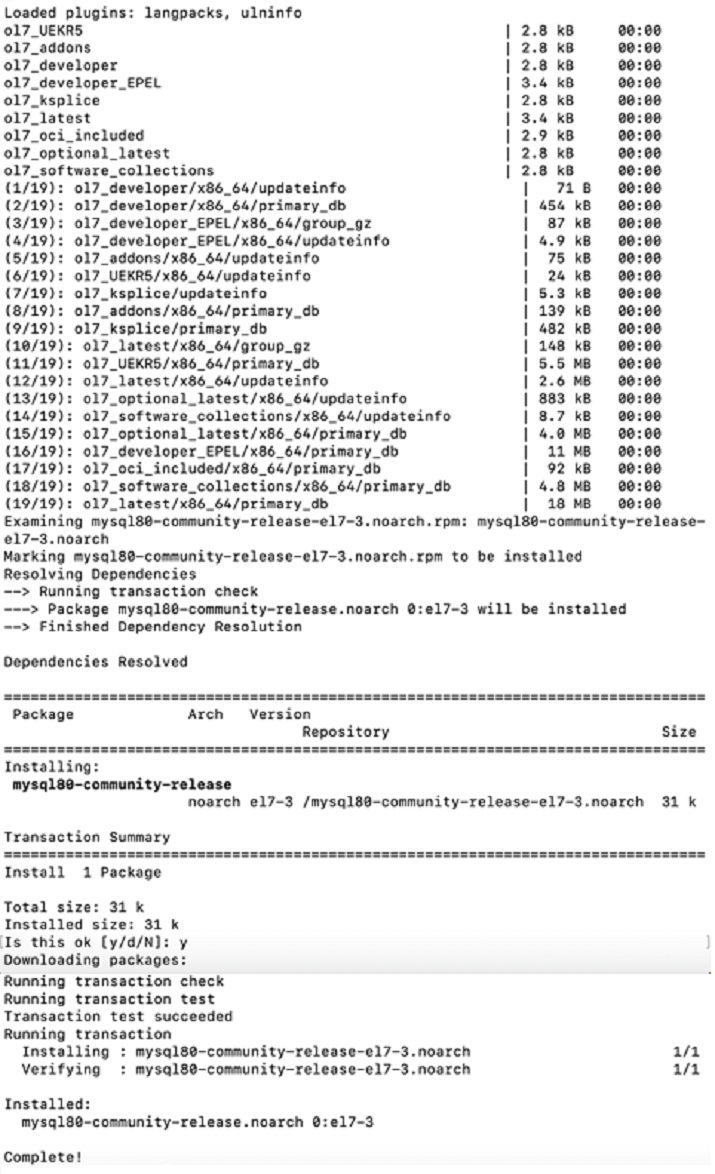 Loaded plugins: langpacks, ulninfo
ol7_UEKR5 | 2.8 kB 00:00
ol7_addons | 2.8 kB 00:00
ol7_developer | 2.8 kB 00:00
ol7_developer_EPEL | 3.4 kB 00:00
ol7_ksplice | 2.8 kB 00:00
ol7_latest | 3.4 kB 00:00
ol7_oci_included | 2.9 kB 00:00
ol7_optional_latest | 2.8 kB 00:00
ol7_software_collections | 2.8 kB 00:00
(1/19): ol7_developer/x86_64/updateinfo | 71 B 00:00
(2/19): ol7_developer/x86_64/primary_db | 454 kB 00:00
(3/19): ol7_developer_EPEL/x86_64/group_gz | 87 kB 00:00
(4/19): ol7_developer_EPEL/x86_64/updateinfo | 4.9 kB 00:00
(5/19): ol7_addons/x86_64/updateinfo | 75 kB 00:00
(6/19): ol7_UEKR5/x86_64/updateinfo | 24 kB 00:00
(7/19): ol7_ksplice/updateinfo | 5.3 kB 00:00
(8/19): ol7_addons/x86_64/primary_db | 139 kB 00:00
(9/19): ol7_ksplice/primary_db | 482 kB 00:00
(10/19): ol7_latest/x86_64/group_gz | 148 kB 00:00
(11/19): ol7_UEKR5/x86_64/primary_db | 5.5 MB 00:00
(12/19): ol7_latest/x86_64/updateinfo | 2.6 MB 00:00
(13/19): ol7_optional_latest/x86_64/updateinfo | 883 kB 00:00
(14/19): ol7_software_collections/x86_64/updateinfo | 8.7 kB 00:00
(15/19): ol7_optional_latest/x86_64/primary_db | 4.0 MB 00:00
(16/19): ol7_developer_EPEL/x86_64/primary_db | 11 MB 00:00
(17/19): ol7_oci_included/x86_64/primary_db | 92 kB 00:00
(18/19): ol7_software_collections/x86_64/primary_db | 4.8 MB 00:00
(19/19): ol7_latest/x86_64/primary_db | 18 MB 00:00
Examining mysql80-community-release-el7-3.noarch.rpm: mysql80-community-release-
el7-3.noarch
Marking mysql80-community-release-el7-3.noarch.rpm to be installed
Resolving Dependencies
--> Running transaction check
---> Package mysql80-community-release.noarch 0:el7-3 will be installed
--> Finished Dependency Resolution
Dependencies Resolved
================================================================================
Package Arch Version
Repository Size
================================================================================
Installing:
mysql80-community-release
noarch el7-3 /mysql80-community-release-el7-3.noarch 31 k
Transaction Summary
================================================================================
Install 1 Package
Total size: 31 k
Installed size: 31 k
[Is this ok [y/d/N]: y ]
Downloading packages:
Running transaction check
Running transaction test
Transaction test succeeded
Running transaction
Installing : mysql80-community-release-el7-3.noarch 1/1
Verifying : mysql80-community-release-el7-3.noarch 1/1
Installed:
mysql80-community-release.noarch 0:el7-3
Complete!